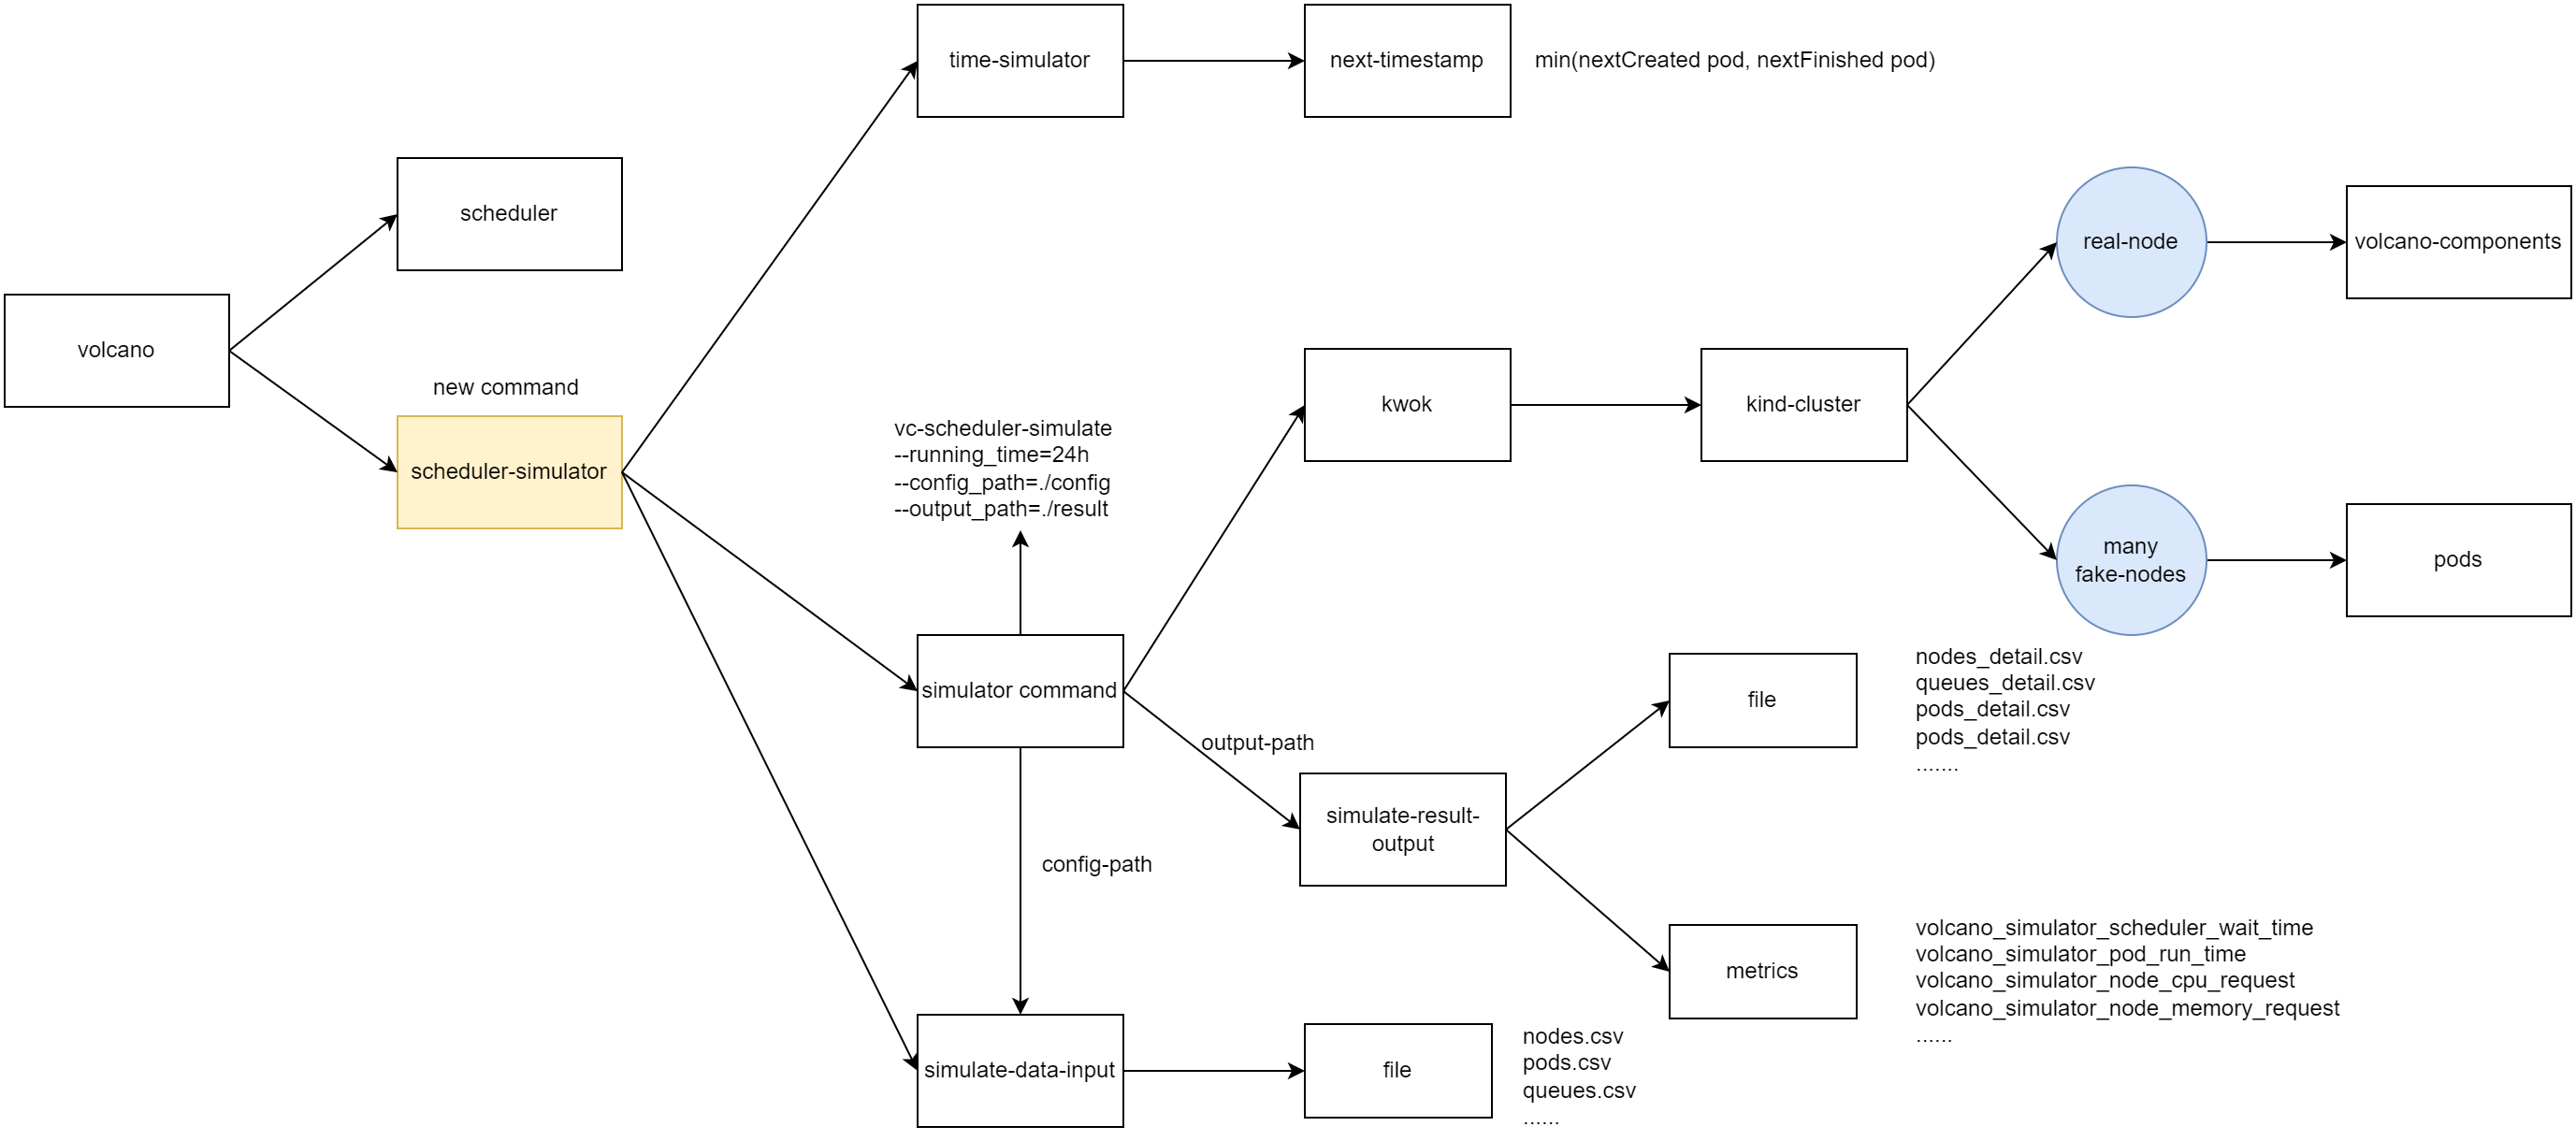 time-simulator
next-timestamp
min(nextCreated pod, nextFinished pod)
scheduler
real-node
volcano-components
volcano
new command
scheduler-simulator
vc-scheduler-simulate
--running_time=24h
--config_path=./config
--output_path=./result
kwok
kind-cluster
many
fake-nodes
pods
simulator command
output-path
file
nodes_detail.csv
queues_detail.csv
pods_detail.csv
pods_detail.csv
.......
simulate-result-
output
config-path
metrics
volcano_simulator_scheduler_wait_time
volcano_simulator_pod_run_time
volcano_simulator_node_cpu_request
volcano_simulator_node_memory_request
......
simulate-data-input
file
nodes.csv
pods.csv
queues.csv
......